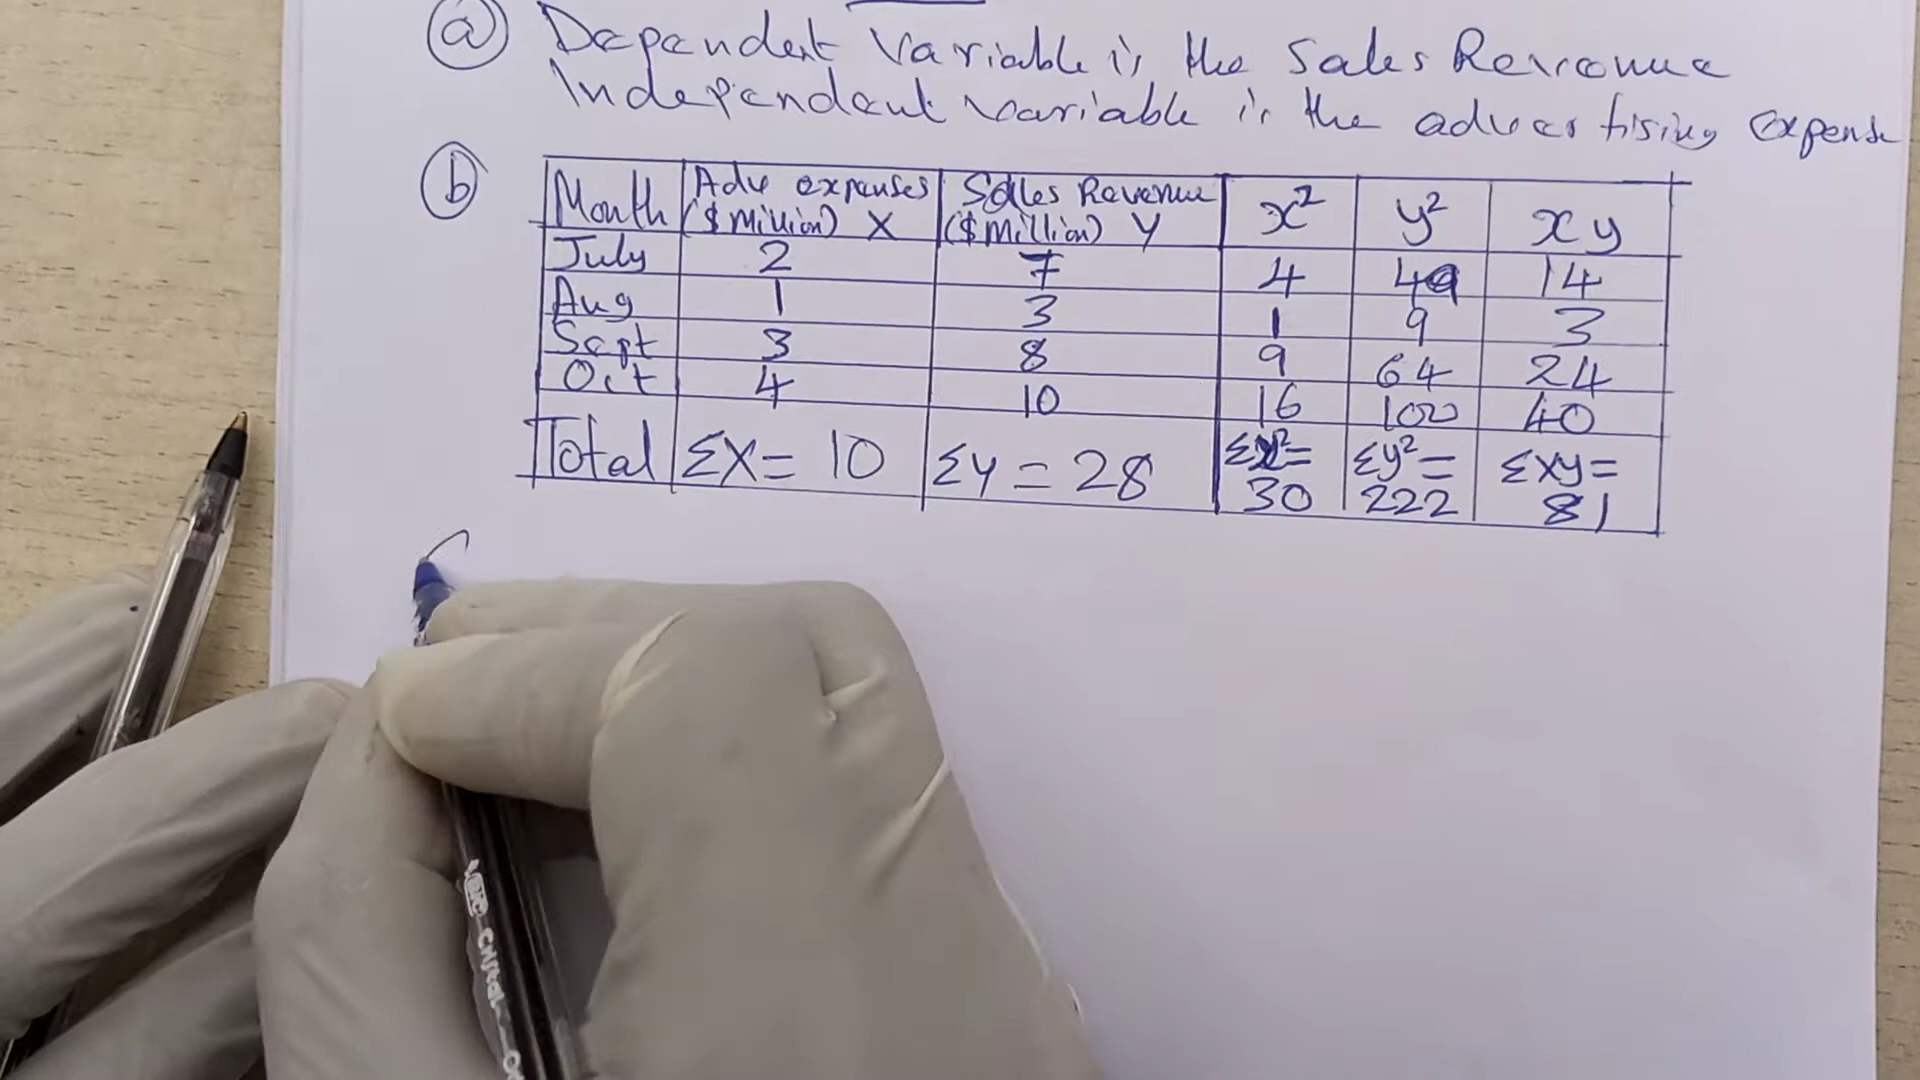 ⓐ Dependent Variable is the Sales Revenue
Independent variable is the advertising expense
ⓑ
Month Adv expenses ($ Million) X Sales Revenue ($ Million) Y x² y² xy
July 2 7 4 49 14
Aug 1 3 1 9 3
Sept 3 8 9 64 24
Oct 4 10 16 100 40
Total ΣX = 10 Σy = 28 Σx² = 30 Σy² = 222 Σxy = 81
BIC Cristal